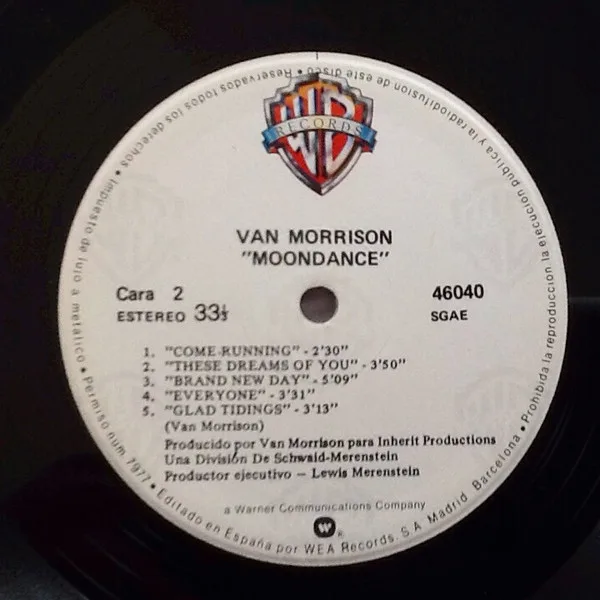 WB
RECORDS
VAN MORRISON
"MOONDANCE"
Cara 2
46040
ESTEREO 33⅓
SGAE
1. "COME RUNNING" - 2'30"
2. "THESE DREAMS OF YOU" - 3'50"
3. "BRAND NEW DAY" - 5'09"
4. "EVERYONE" - 3'31"
5. "GLAD TIDINGS" - 3'13"
(Van Morrison)
Producido por Van Morrison para Inherit Productions
Una División De Schwaid-Merenstein
Productor ejecutivo — Lewis Merenstein
a Warner Communications Company
W
®
Editado en España por WEA Records, S.A. Madrid, Barcelona • Prohibida la reproducción la ejecución publica y la radiodifusion de este disco • Reservados todos los derechos • Impuesto de lujo a metálico • Permiso num. 1977 •